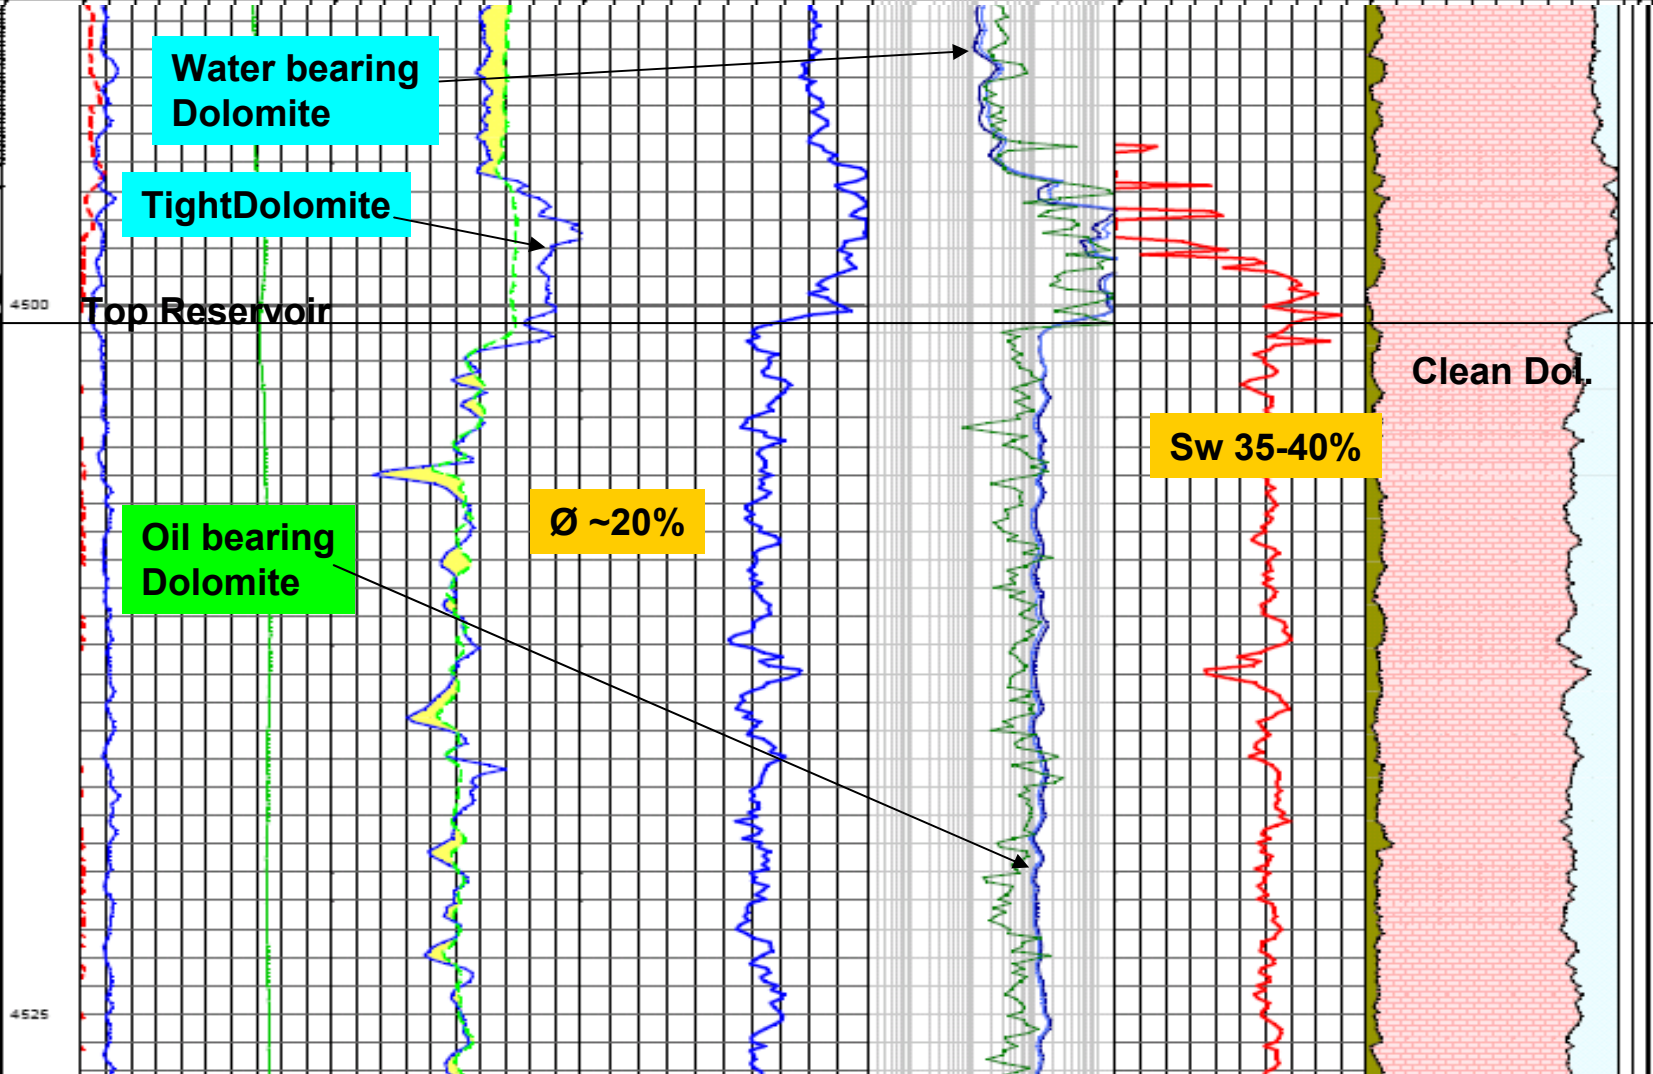 Water bearing
Dolomite
TightDolomite
4500
Top Reservoir
Clean Dol.
Sw 35-40%
Ø ~20%
Oil bearing
Dolomite
4525